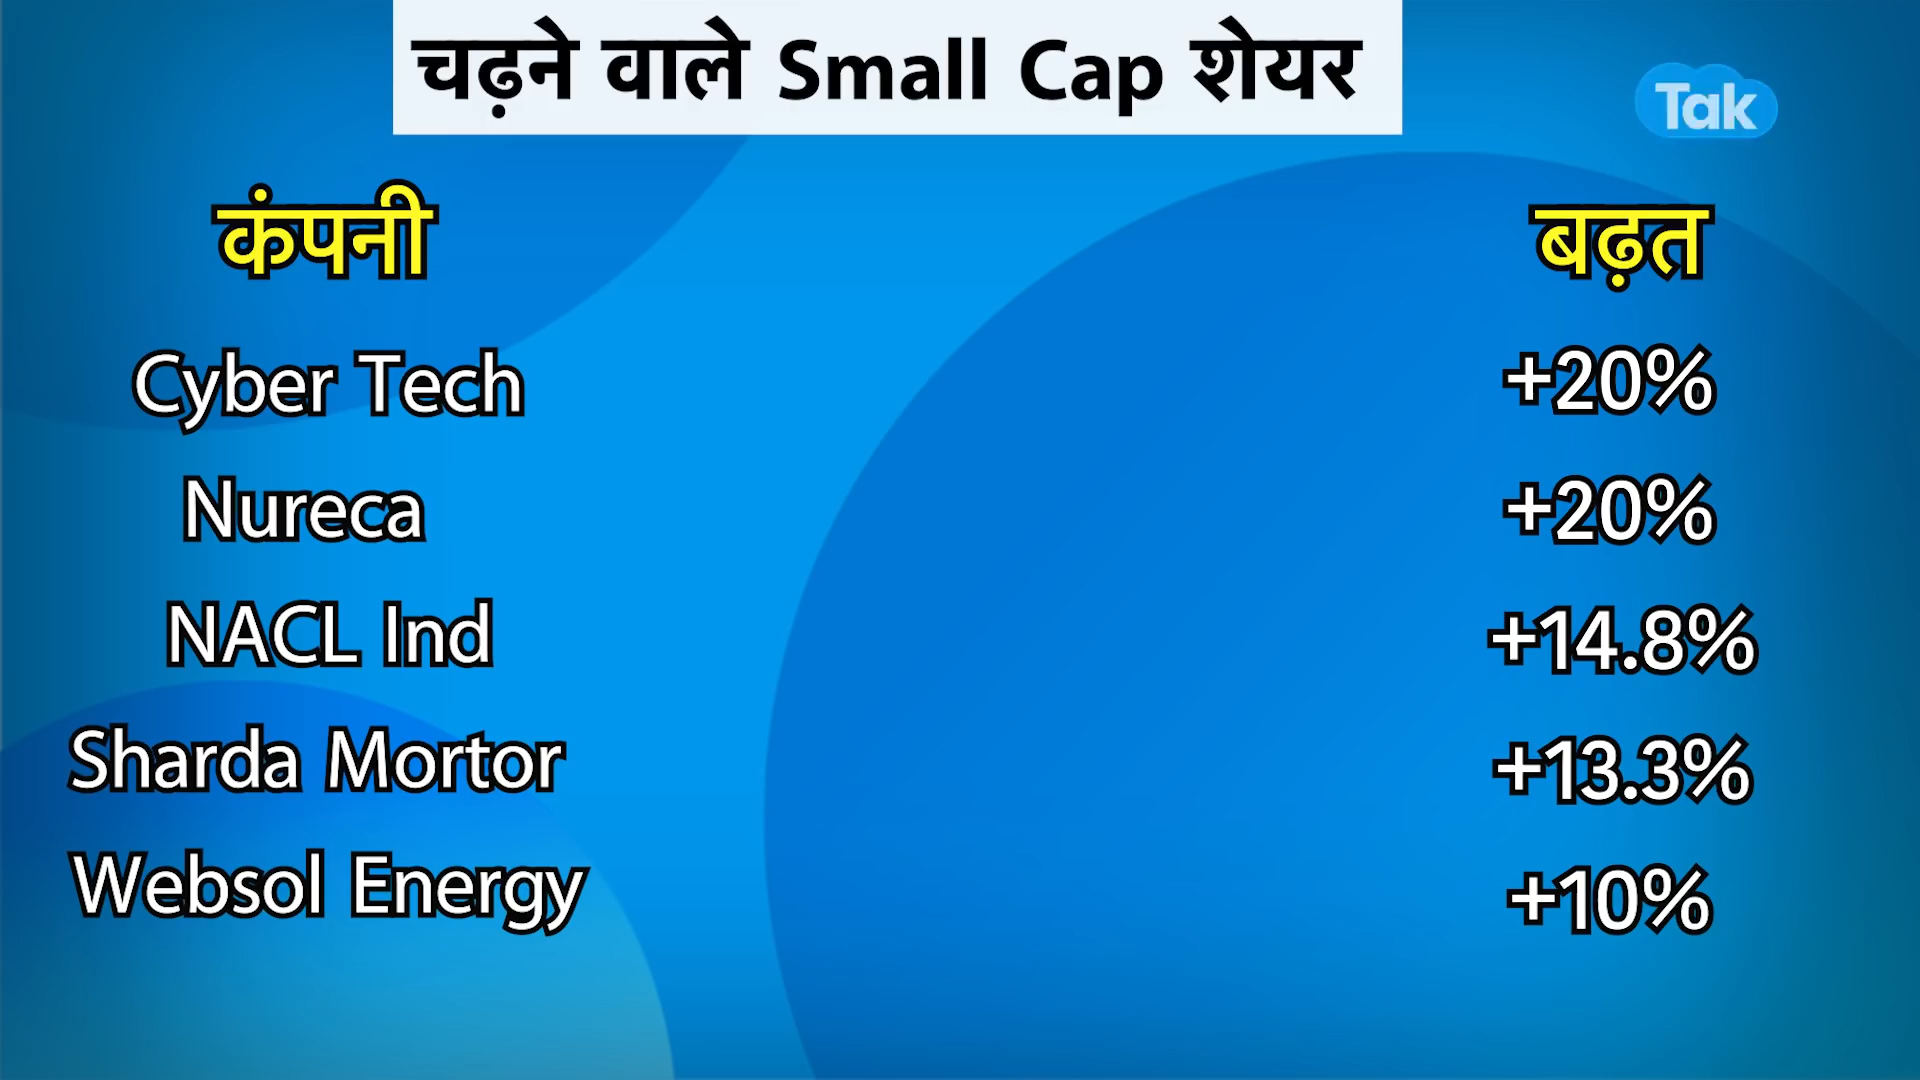 चढ़ने वाले Small Cap शेयर
Tak
कंपनी बढ़त
Cyber Tech +20%
Nureca +20%
NACL Ind +14.8%
Sharda Mortor +13.3%
Websol Energy +10%